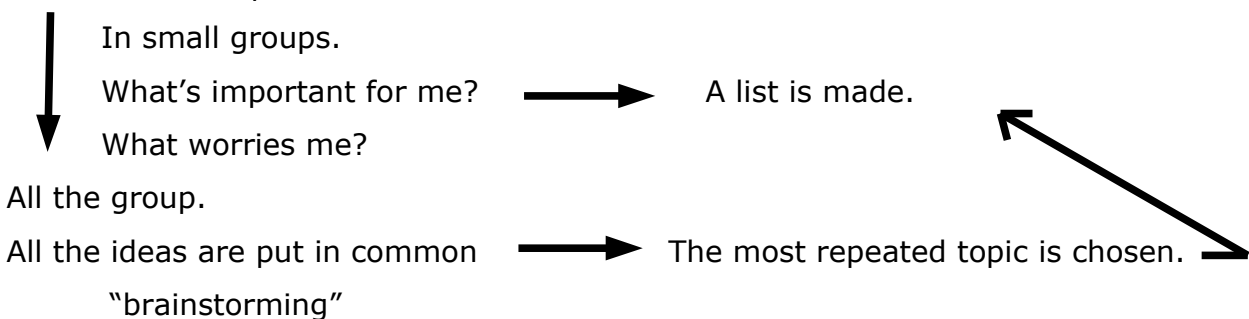 In small groups.
What's important for me? A list is made.
What worries me?
All the group.
All the ideas are put in common The most repeated topic is chosen.
"brainstorming"